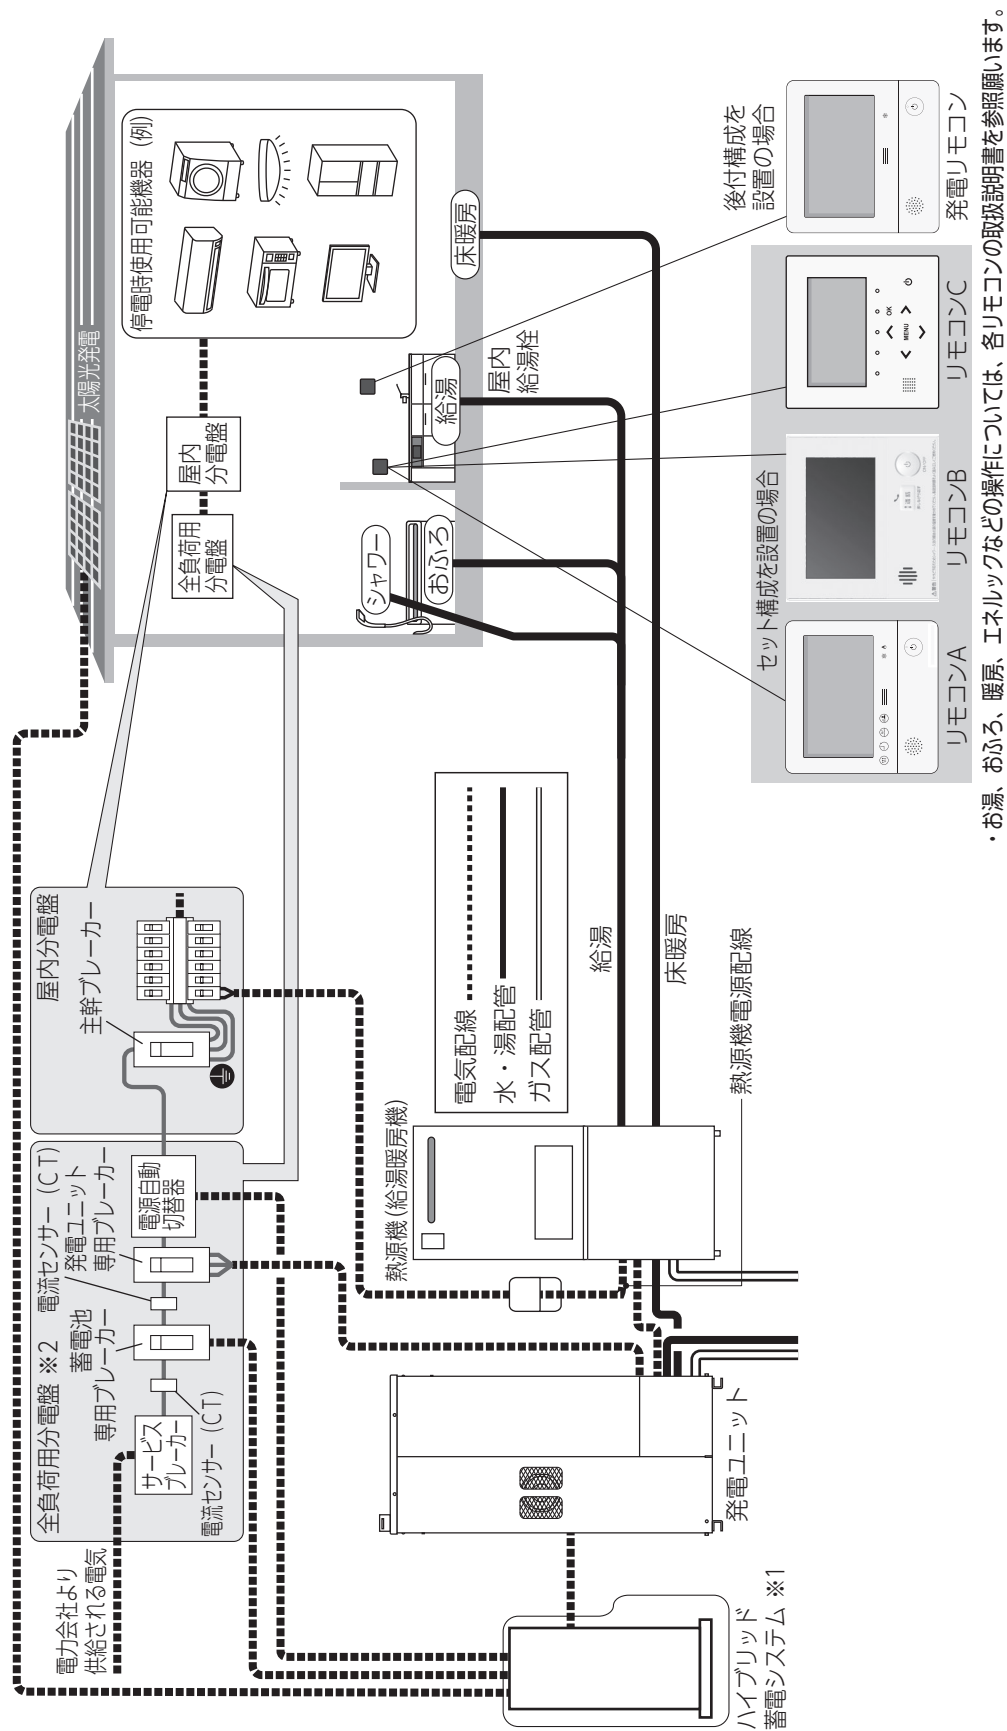 電力会社より
供給される電気
全負荷用分電盤 ※2
サービス
ブレーカー
電流センサー（CT）
蓄電池
専用ブレーカー
電流センサー（CT）
発電ユニット
専用ブレーカー
電源自動
切替器
屋内分電盤
主幹ブレーカー
太陽光発電
全負荷用
分電盤
屋内
分電盤
停電時使用可能機器（例）
シャワー
おふろ
給湯
屋内
給湯栓
床暖房
電気配線
水・湯配管
ガス配管
熱源機（給湯暖房機）
給湯
床暖房
熱源機電源配線
発電ユニット
ハイブリッド
蓄電システム ※1
セット構成を設置の場合
リモコンA
リモコンB
リモコンC
MENU
OK
後付構成を
設置の場合
発電リモコン
・お湯、おふろ、暖房、エネルックなどの操作については、各リモコンの取扱説明書を参照願います。